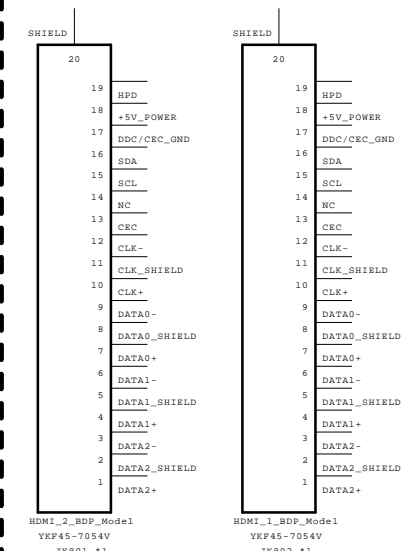 SHIELD
20
19
HPD
18
+5V_POWER
17
DDC/CEC_GND
16
SDA
15
SCL
14
NC
13
CEC
12
CLK-
11
CLK_SHIELD
10
CLK+
9
DATA0-
8
DATA0_SHIELD
7
DATA0+
6
DATA1-
5
DATA1_SHIELD
4
DATA1+
3
DATA2-
2
DATA2_SHIELD
1
DATA2+
HDMI_2_BDP_Model
YKF45-7054V
JK801 *1
SHIELD
20
19
HPD
18
+5V_POWER
17
DDC/CEC_GND
16
SDA
15
SCL
14
NC
13
CEC
12
CLK-
11
CLK_SHIELD
10
CLK+
9
DATA0-
8
DATA0_SHIELD
7
DATA0+
6
DATA1-
5
DATA1_SHIELD
4
DATA1+
3
DATA2-
2
DATA2_SHIELD
1
DATA2+
HDMI_1_BDP_Model
YKF45-7054V
JK802 *1